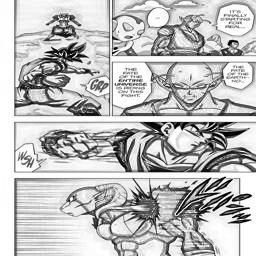 IT'S
FINALLY
STARTING
FOR
REAL...
THE
FATE OF
THE
EARTH--
NO...
THE FATE
OF THE
ENTIRE
UNIVERSE
IS RIDING
ON THIS
FIGHT.
GRP